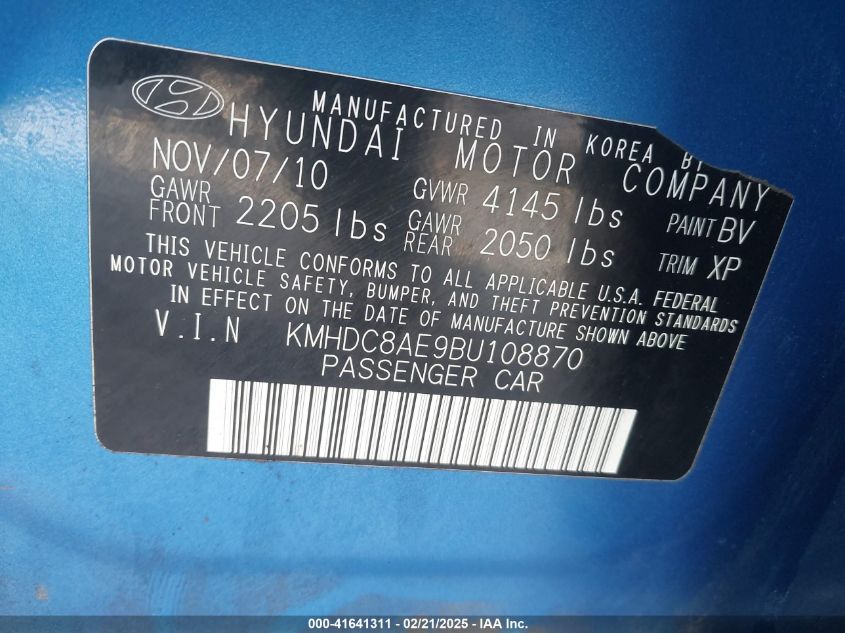 MANUFACTURED IN KOREA BY
HYUNDAI MOTOR COMPANY
NOV/07/10 GVWR 4145 lbs PAINT BV
GAWR FRONT 2205 lbs GAWR REAR 2050 lbs TRIM XP
THIS VEHICLE CONFORMS TO ALL APPLICABLE U.S.A. FEDERAL
MOTOR VEHICLE SAFETY, BUMPER, AND THEFT PREVENTION STANDARDS
IN EFFECT ON THE DATE OF MANUFACTURE SHOWN ABOVE
V.I.N KMHDC8AE9BU108870
PASSENGER CAR
000-41641311 - 02/21/2025 - IAA Inc.